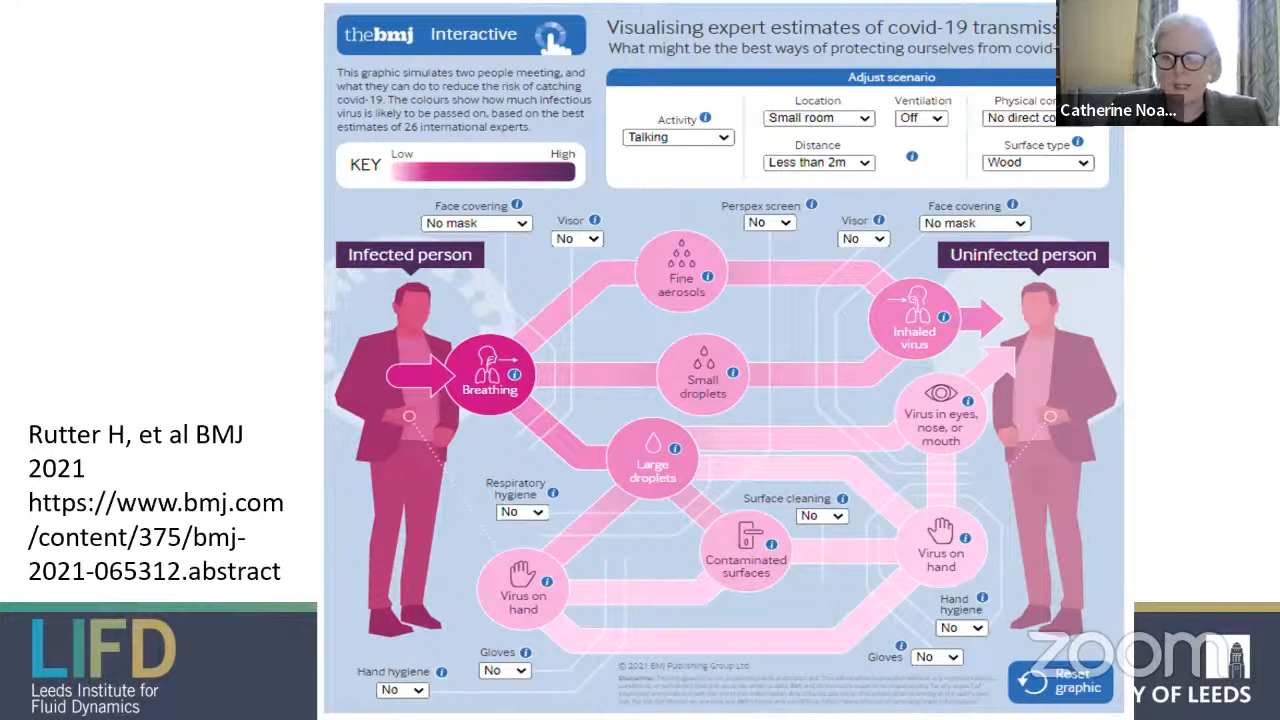 thebmj Interactive
Visualising expert estimates of covid-19 transmiss
What might be the best ways of protecting ourselves from covid-
This graphic simulates two people meeting, and
what they can do to reduce the risk of catching
covid-19. The colours show how much infectious
virus is likely to be passed on, based on the best
estimates of 26 international experts.
KEY
Low High
Adjust scenario
Activity
Talking
Location
Small room
Ventilation
Off
Distance
Less than 2m
Physical con
No direct co
Surface type
Wood
Catherine Noa...
Face covering
No mask
Visor
No
Perspex screen
No
Visor
No
Face covering
No mask
Infected person
Uninfected person
Fine
aerosols
Inhaled
virus
Breathing
Small
droplets
Virus in eyes,
nose, or
mouth
Large
droplets
Respiratory
hygiene
No
Surface cleaning
No
Contaminated
surfaces
Virus on
hand
Virus on
hand
Hand
hygiene
No
Gloves
No
Gloves
No
Hand hygiene
No
© 2021 BMJ Publishing Group Ltd.
Reset
graphic
Rutter H, et al BMJ
2021
https://www.bmj.com
/content/375/bmj-
2021-065312.abstract
LIFD
Leeds Institute for
Fluid Dynamics
zoom
Y OF LEEDS